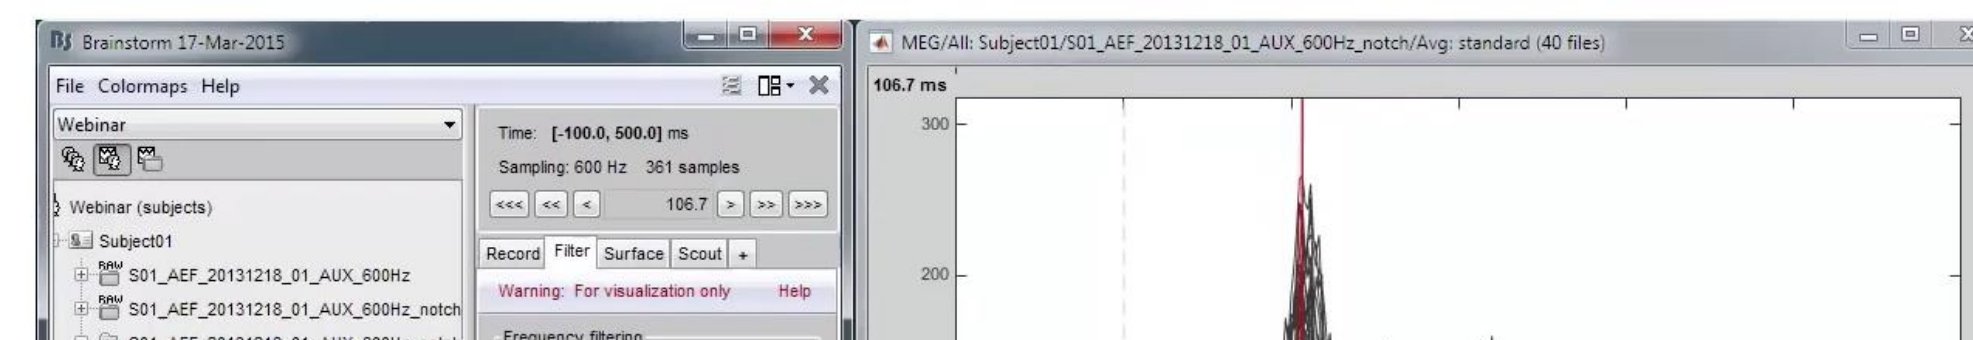 Brainstorm 17-Mar-2015
File Colormaps Help
Webinar
Webinar (subjects)
Subject01
RAW S01_AEF_20131218_01_AUX_600Hz
RAW S01_AEF_20131218_01_AUX_600Hz_notch
Time: [-100.0, 500.0] ms
Sampling: 600 Hz 361 samples
<<< << < 106.7 > >> >>>
Record Filter Surface Scout +
Warning: For visualization only Help
Frequency filtering
MEG/All: Subject01/S01_AEF_20131218_01_AUX_600Hz_notch/Avg: standard (40 files)
106.7 ms
300
200